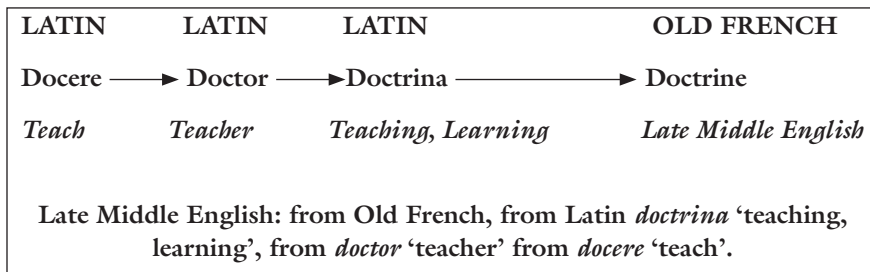 LATIN LATIN LATIN OLD FRENCH
Docere Doctor Doctrina Doctrine
Teach Teacher Teaching, Learning Late Middle English
Late Middle English: from Old French, from Latin doctrina ‘teaching,
learning’, from doctor ‘teacher’ from docere ‘teach’.